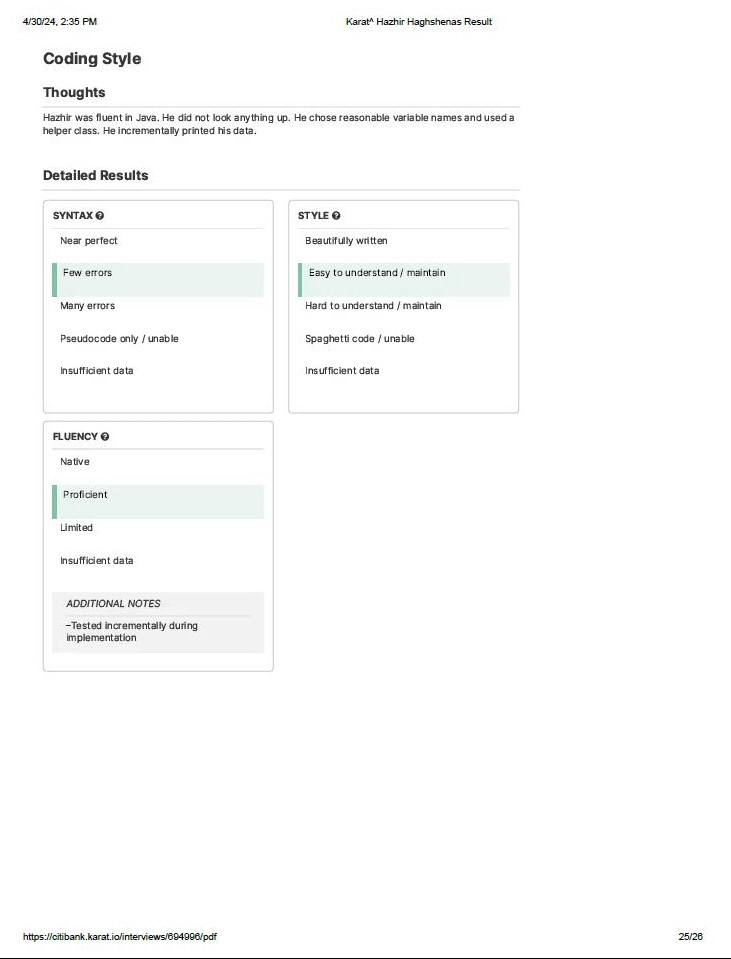 4/30/24, 2:35 PM
Karat^ Hazhir Haghshenas Result
Coding Style
Thoughts
Hazhir was fluent in Java. He did not look anything up. He chose reasonable variable names and used a
helper class. He incrementally printed his data.
Detailed Results
SYNTAX
Near perfect
Few errors
Many errors
Pseudocode only / unable
Insufficient data
STYLE
Beautifully written
Easy to understand / maintain
Hard to understand / maintain
Spaghetti code / unable
Insufficient data
FLUENCY
Native
Proficient
Limited
Insufficient data
ADDITIONAL NOTES
–Tested incrementally during
implementation
https://citibank.karat.io/interviews/694996/pdf
25/26